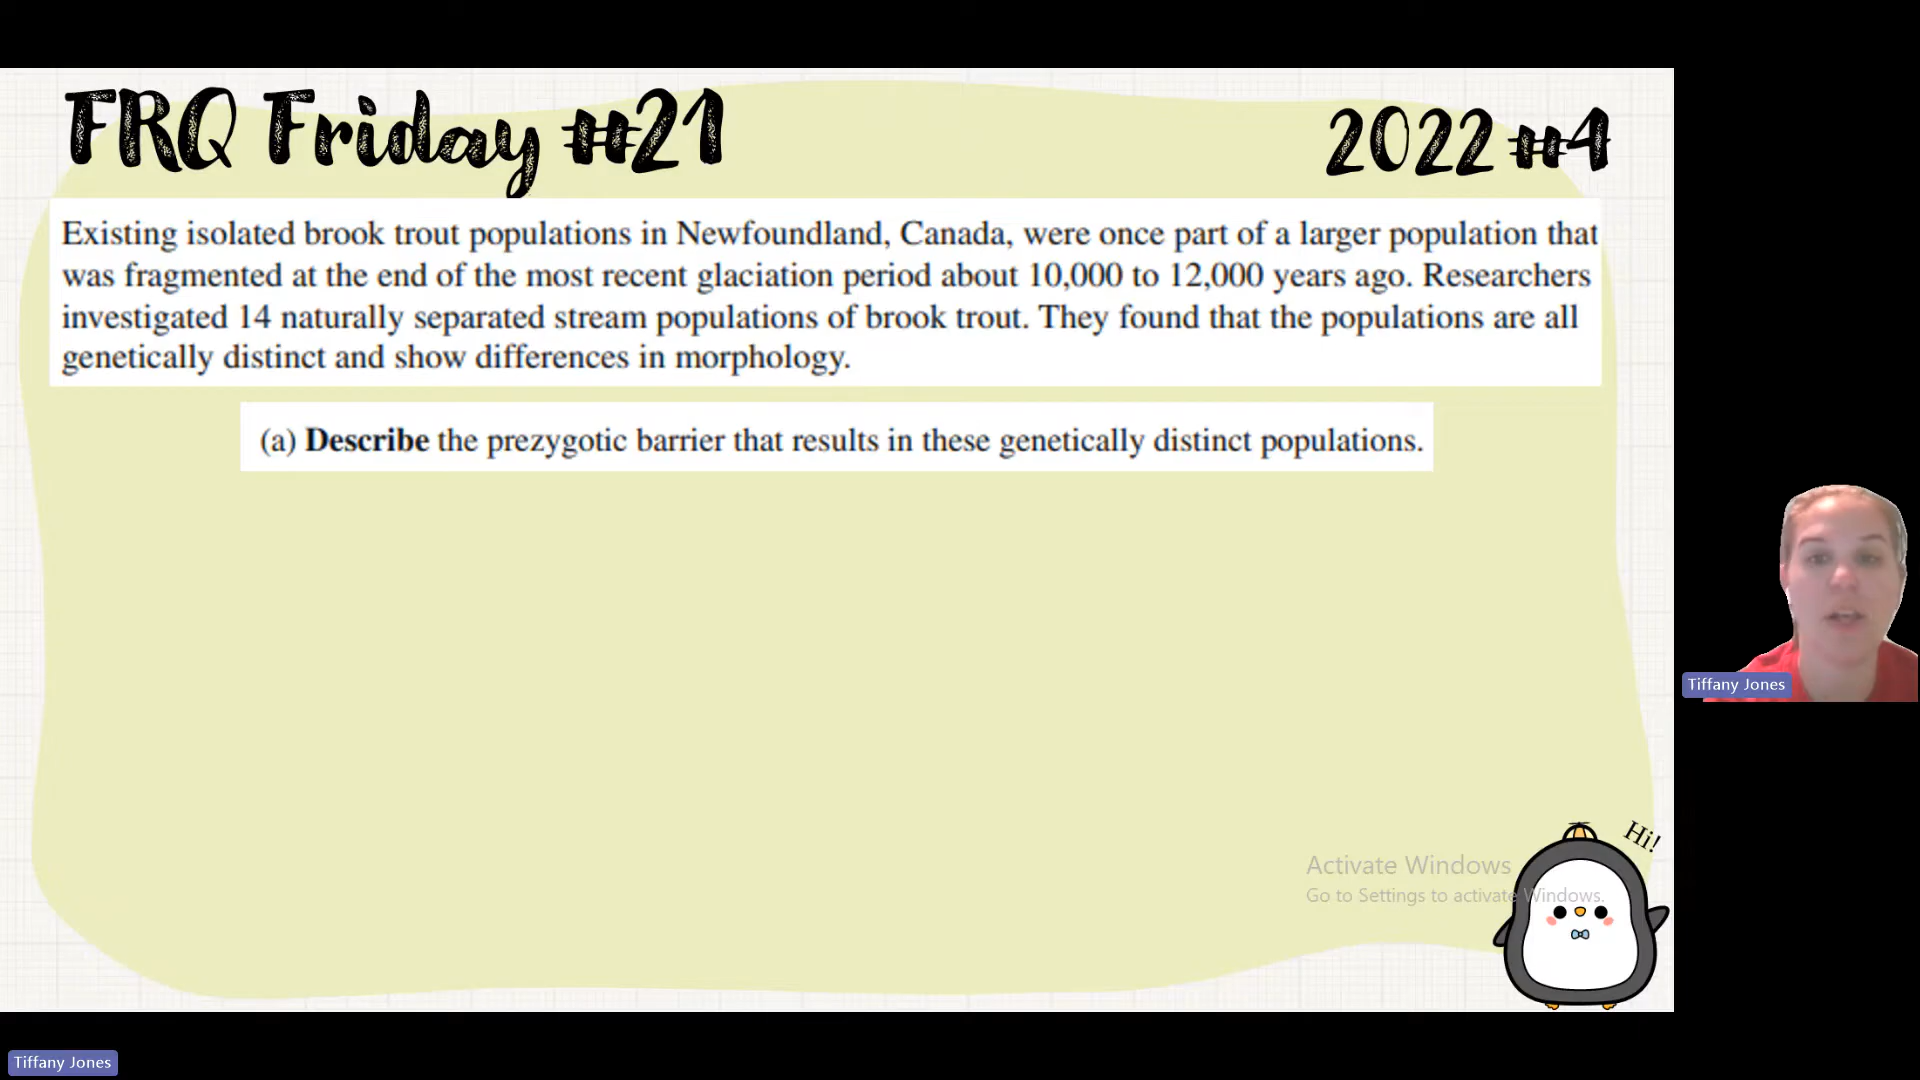 FRQ Friday #21
2022 #4
Existing isolated brook trout populations in Newfoundland, Canada, were once part of a larger population that
was fragmented at the end of the most recent glaciation period about 10,000 to 12,000 years ago. Researchers
investigated 14 naturally separated stream populations of brook trout. They found that the populations are all
genetically distinct and show differences in morphology.
(a) Describe the prezygotic barrier that results in these genetically distinct populations.
Tiffany Jones
Hi!
Activate Windows
Go to Settings to activate Windows.
Tiffany Jones